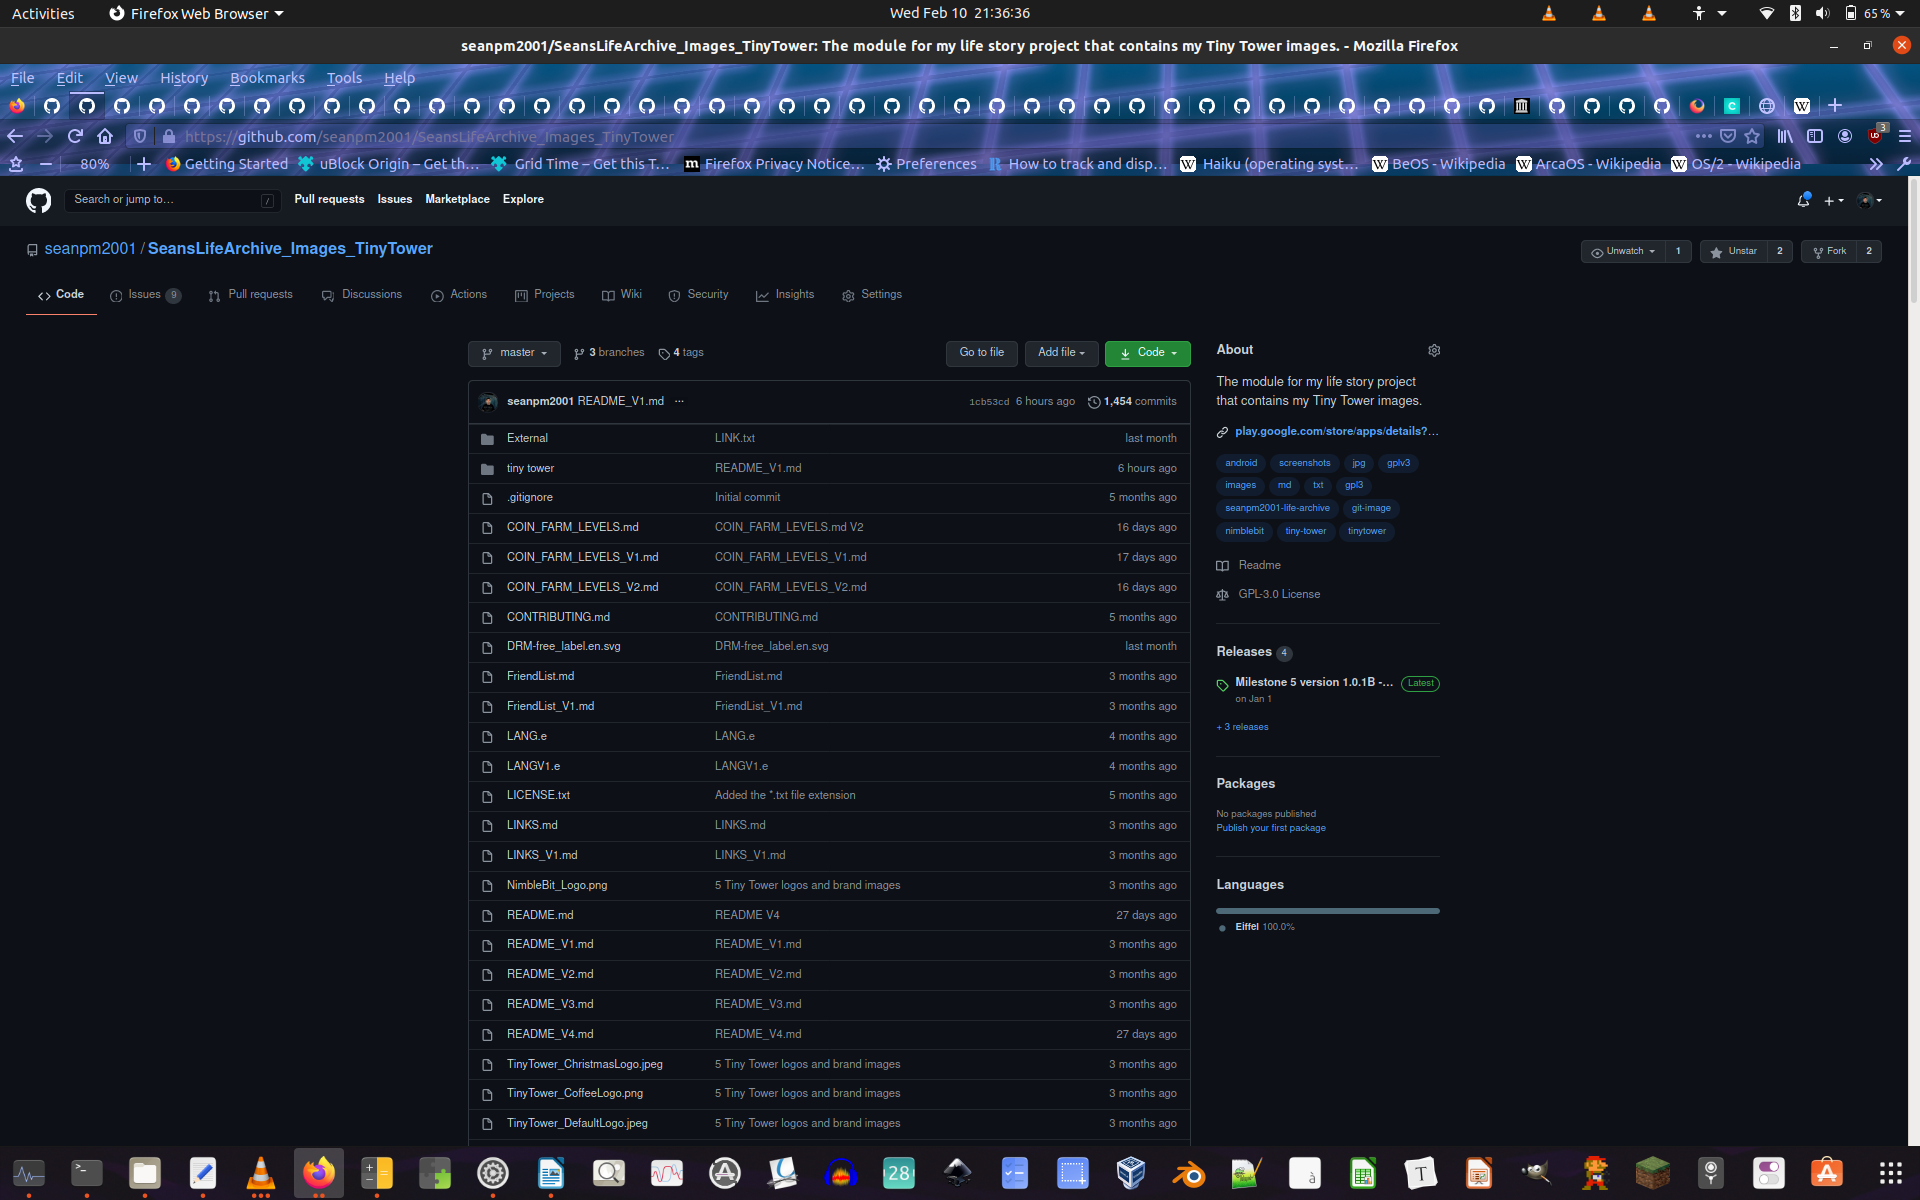 Activities Firefox Web Browser Wed Feb 10 21:36:36 65 %
seanpm2001/SeansLifeArchive_Images_TinyTower: The module for my life story project that contains my Tiny Tower images. - Mozilla Firefox
File Edit View History Bookmarks Tools Help
https://github.com/seanpm2001/SeansLifeArchive_Images_TinyTower 3
80% Getting Started uBlock Origin – Get th… Grid Time – Get this T… Firefox Privacy Notice… Preferences How to track and disp… Haiku (operating syst… BeOS - Wikipedia ArcaOS - Wikipedia OS/2 - Wikipedia
Search or jump to… / Pull requests Issues Marketplace Explore
seanpm2001 / SeansLifeArchive_Images_TinyTower Unwatch 1 Unstar 2 Fork 2
Code Issues 9 Pull requests Discussions Actions Projects Wiki Security Insights Settings
master 3 branches 4 tags Go to file Add file Code
seanpm2001 README_V1.md ... 1cb53cd 6 hours ago 1,454 commits
External LINK.txt last month
tiny tower README_V1.md 6 hours ago
.gitignore Initial commit 5 months ago
COIN_FARM_LEVELS.md COIN_FARM_LEVELS.md V2 16 days ago
COIN_FARM_LEVELS_V1.md COIN_FARM_LEVELS_V1.md 17 days ago
COIN_FARM_LEVELS_V2.md COIN_FARM_LEVELS_V2.md 16 days ago
CONTRIBUTING.md CONTRIBUTING.md 5 months ago
DRM-free_label.en.svg DRM-free_label.en.svg last month
FriendList.md FriendList.md 3 months ago
FriendList_V1.md FriendList_V1.md 3 months ago
LANG.e LANG.e 4 months ago
LANGV1.e LANGV1.e 4 months ago
LICENSE.txt Added the *.txt file extension 5 months ago
LINKS.md LINKS.md 3 months ago
LINKS_V1.md LINKS_V1.md 3 months ago
NimbleBit_Logo.png 5 Tiny Tower logos and brand images 3 months ago
README.md README V4 27 days ago
README_V1.md README_V1.md 3 months ago
README_V2.md README_V2.md 3 months ago
README_V3.md README_V3.md 3 months ago
README_V4.md README_V4.md 27 days ago
TinyTower_ChristmasLogo.jpeg 5 Tiny Tower logos and brand images 3 months ago
TinyTower_CoffeeLogo.png 5 Tiny Tower logos and brand images 3 months ago
TinyTower_DefaultLogo.jpeg 5 Tiny Tower logos and brand images 3 months ago
About
The module for my life story project
that contains my Tiny Tower images.
play.google.com/store/apps/details?…
android screenshots jpg gplv3
images md txt gpl3
seanpm2001-life-archive git-image
nimblebit tiny-tower tinytower
Readme
GPL-3.0 License
Releases 4
Milestone 5 version 1.0.1B -… Latest
on Jan 1
+ 3 releases
Packages
No packages published
Publish your first package
Languages
Eiffel 100.0%
28